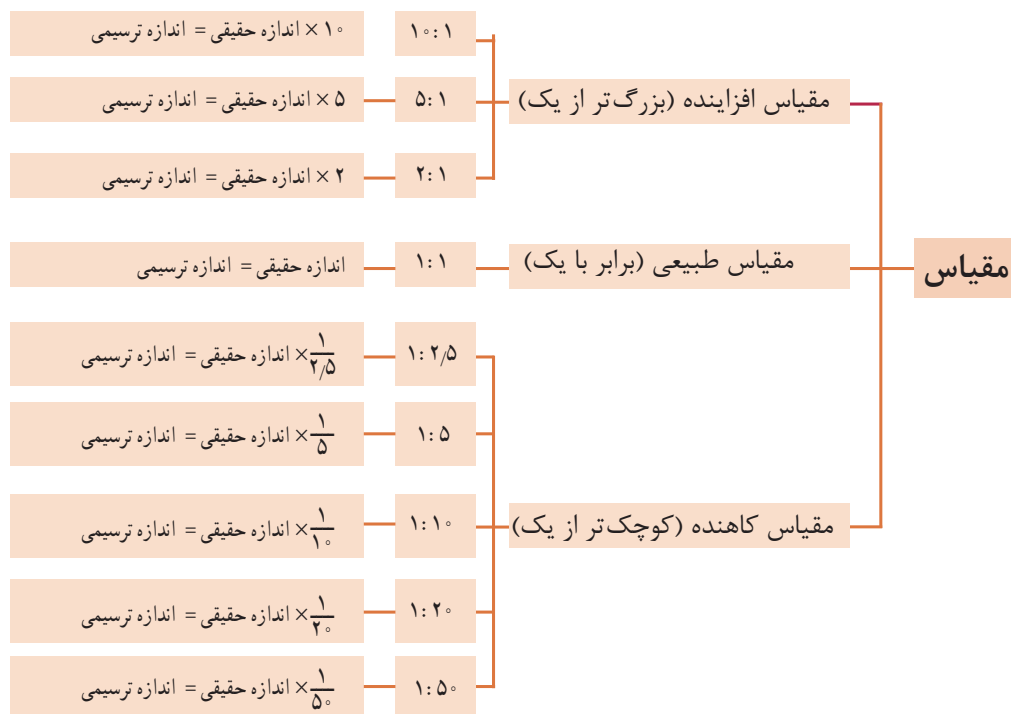 مقیاس
مقیاس افزاینده (بزرگ‌تر از یک)
۱۰:۱
۱۰ × اندازه حقیقی = اندازه ترسیمی
۵:۱
۵ × اندازه حقیقی = اندازه ترسیمی
۲:۱
۲ × اندازه حقیقی = اندازه ترسیمی
مقیاس طبیعی (برابر با یک)
۱:۱
اندازه حقیقی = اندازه ترسیمی
مقیاس کاهنده (کوچک‌تر از یک)
۱:۲/۵
۱/۲/۵ × اندازه حقیقی = اندازه ترسیمی
۱:۵
۱/۵ × اندازه حقیقی = اندازه ترسیمی
۱:۱۰
۱/۱۰ × اندازه حقیقی = اندازه ترسیمی
۱:۲۰
۱/۲۰ × اندازه حقیقی = اندازه ترسیمی
۱:۵۰
۱/۵۰ × اندازه حقیقی = اندازه ترسیمی